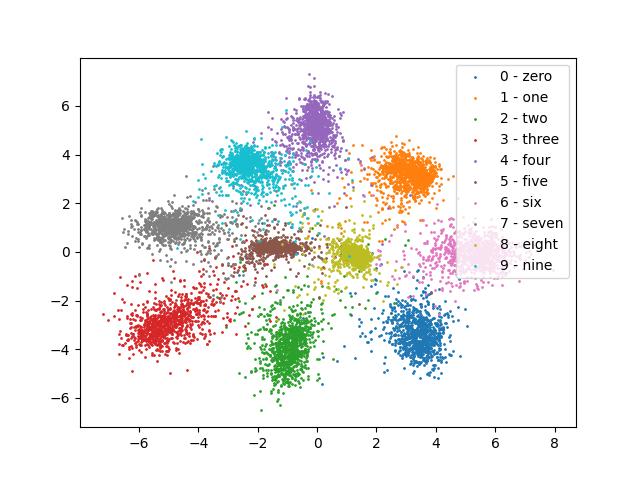 6
4
2
0
−2
−4
−6
−6
−4
−2
0
2
4
6
8
0 - zero
1 - one
2 - two
3 - three
4 - four
5 - five
6 - six
7 - seven
8 - eight
9 - nine